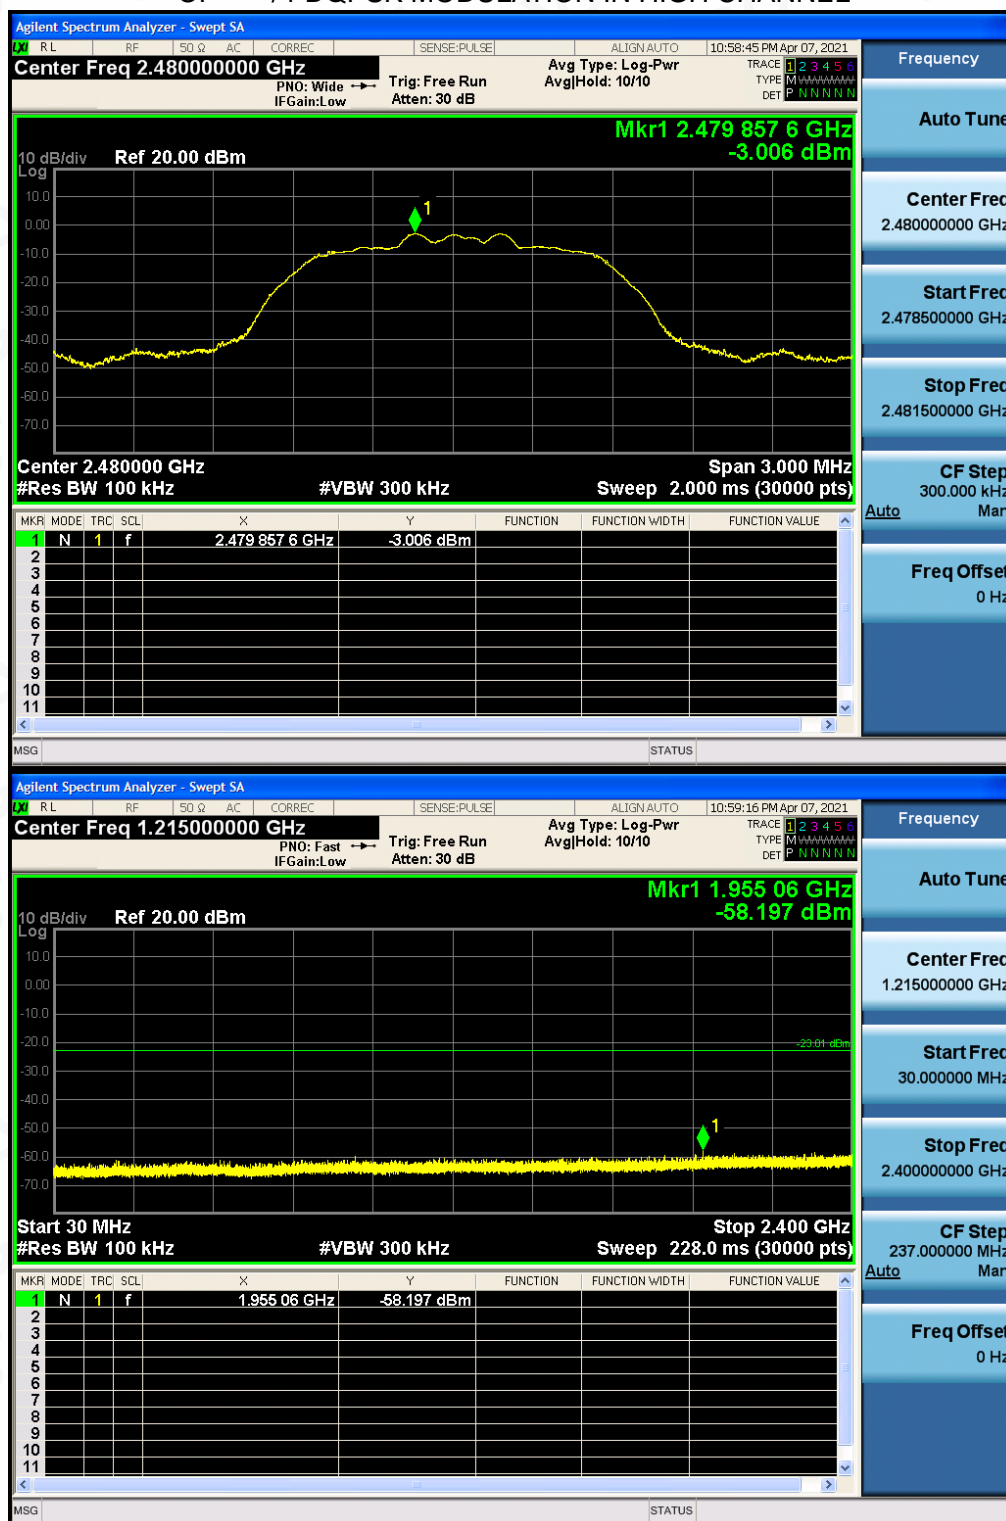 /4-DQPSK MODULATION IN HIGH CHANNEL
Agilent Spectrum Analyzer - Swept SA
LXI RL RF 50 Ω AC CORREC SENSE:PULSE ALIGN AUTO 10:58:45 PM Apr 07, 2021
Center Freq 2.480000000 GHz
PNO: Wide
IFGain:Low
Trig: Free Run
Atten: 30 dB
Avg Type: Log-Pwr
Avg|Hold: 10/10
TRACE 1 2 3 4 5 6
TYPE M
DET P N N N N N
Mkr1 2.479 857 6 GHz
-3.006 dBm
10 dB/div Ref 20.00 dBm
Log
10.0
0.00
-10.0
-20.0
-30.0
-40.0
-50.0
-60.0
-70.0
1
Center 2.480000 GHz Span 3.000 MHz
#Res BW 100 kHz #VBW 300 kHz Sweep 2.000 ms (30000 pts)
MKR MODE TRC SCL X Y FUNCTION FUNCTION WIDTH FUNCTION VALUE
1 N 1 f 2.479 857 6 GHz -3.006 dBm
2
3
4
5
6
7
8
9
10
11
MSG STATUS
Frequency
Auto Tune
Center Freq
2.480000000 GHz
Start Freq
2.478500000 GHz
Stop Freq
2.481500000 GHz
CF Step
300.000 kHz
Auto Man
Freq Offset
0 Hz
Agilent Spectrum Analyzer - Swept SA
LXI RL RF 50 Ω AC CORREC SENSE:PULSE ALIGN AUTO 10:59:16 PM Apr 07, 2021
Center Freq 1.215000000 GHz
PNO: Fast
IFGain:Low
Trig: Free Run
Atten: 30 dB
Avg Type: Log-Pwr
Avg|Hold: 10/10
TRACE 1 2 3 4 5 6
TYPE M
DET P N N N N N
Mkr1 1.955 06 GHz
-58.197 dBm
10 dB/div Ref 20.00 dBm
Log
10.0
0.00
-10.0
-20.0
-30.0
-40.0
-50.0
-60.0
-70.0
-23.01 dBm
1
Start 30 MHz Stop 2.400 GHz
#Res BW 100 kHz #VBW 300 kHz Sweep 228.0 ms (30000 pts)
MKR MODE TRC SCL X Y FUNCTION FUNCTION WIDTH FUNCTION VALUE
1 N 1 f 1.955 06 GHz -58.197 dBm
2
3
4
5
6
7
8
9
10
11
MSG STATUS
Frequency
Auto Tune
Center Freq
1.215000000 GHz
Start Freq
30.000000 MHz
Stop Freq
2.400000000 GHz
CF Step
237.000000 MHz
Auto Man
Freq Offset
0 Hz